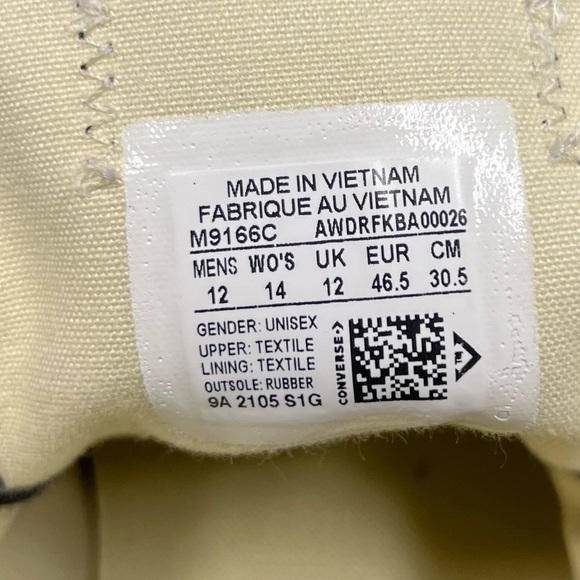 MADE IN VIETNAM
FABRIQUE AU VIETNAM
M9166C AWDRFKBA00026
MENS WO'S UK EUR CM
12 14 12 46.5 30.5
GENDER: UNISEX
UPPER: TEXTILE
LINING: TEXTILE
OUTSOLE: RUBBER
9A 2105 S1G
CONVERSE